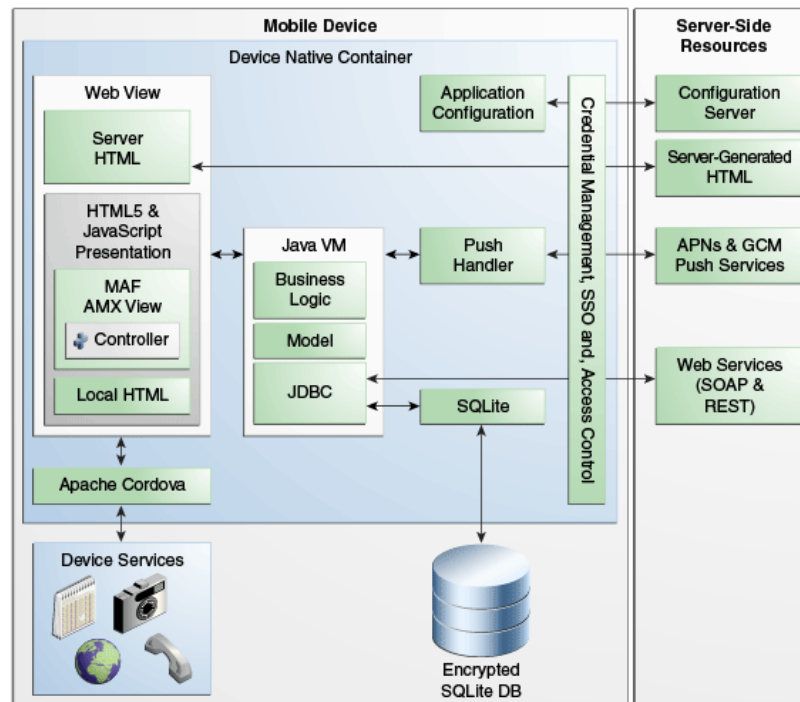 Mobile Device
Server-Side
Resources
Device Native Container
Web View
Server
HTML
HTML5 &
JavaScript
Presentation
MAF
AMX View
Controller
Local HTML
Apache Cordova
Device Services
Java VM
Business
Logic
Model
JDBC
Application
Configuration
Push
Handler
SQLite
Encrypted
SQLite DB
Credential Management, SSO and, Access Control
Configuration
Server
Server-Generated
HTML
APNs & GCM
Push Services
Web Services
(SOAP &
REST)